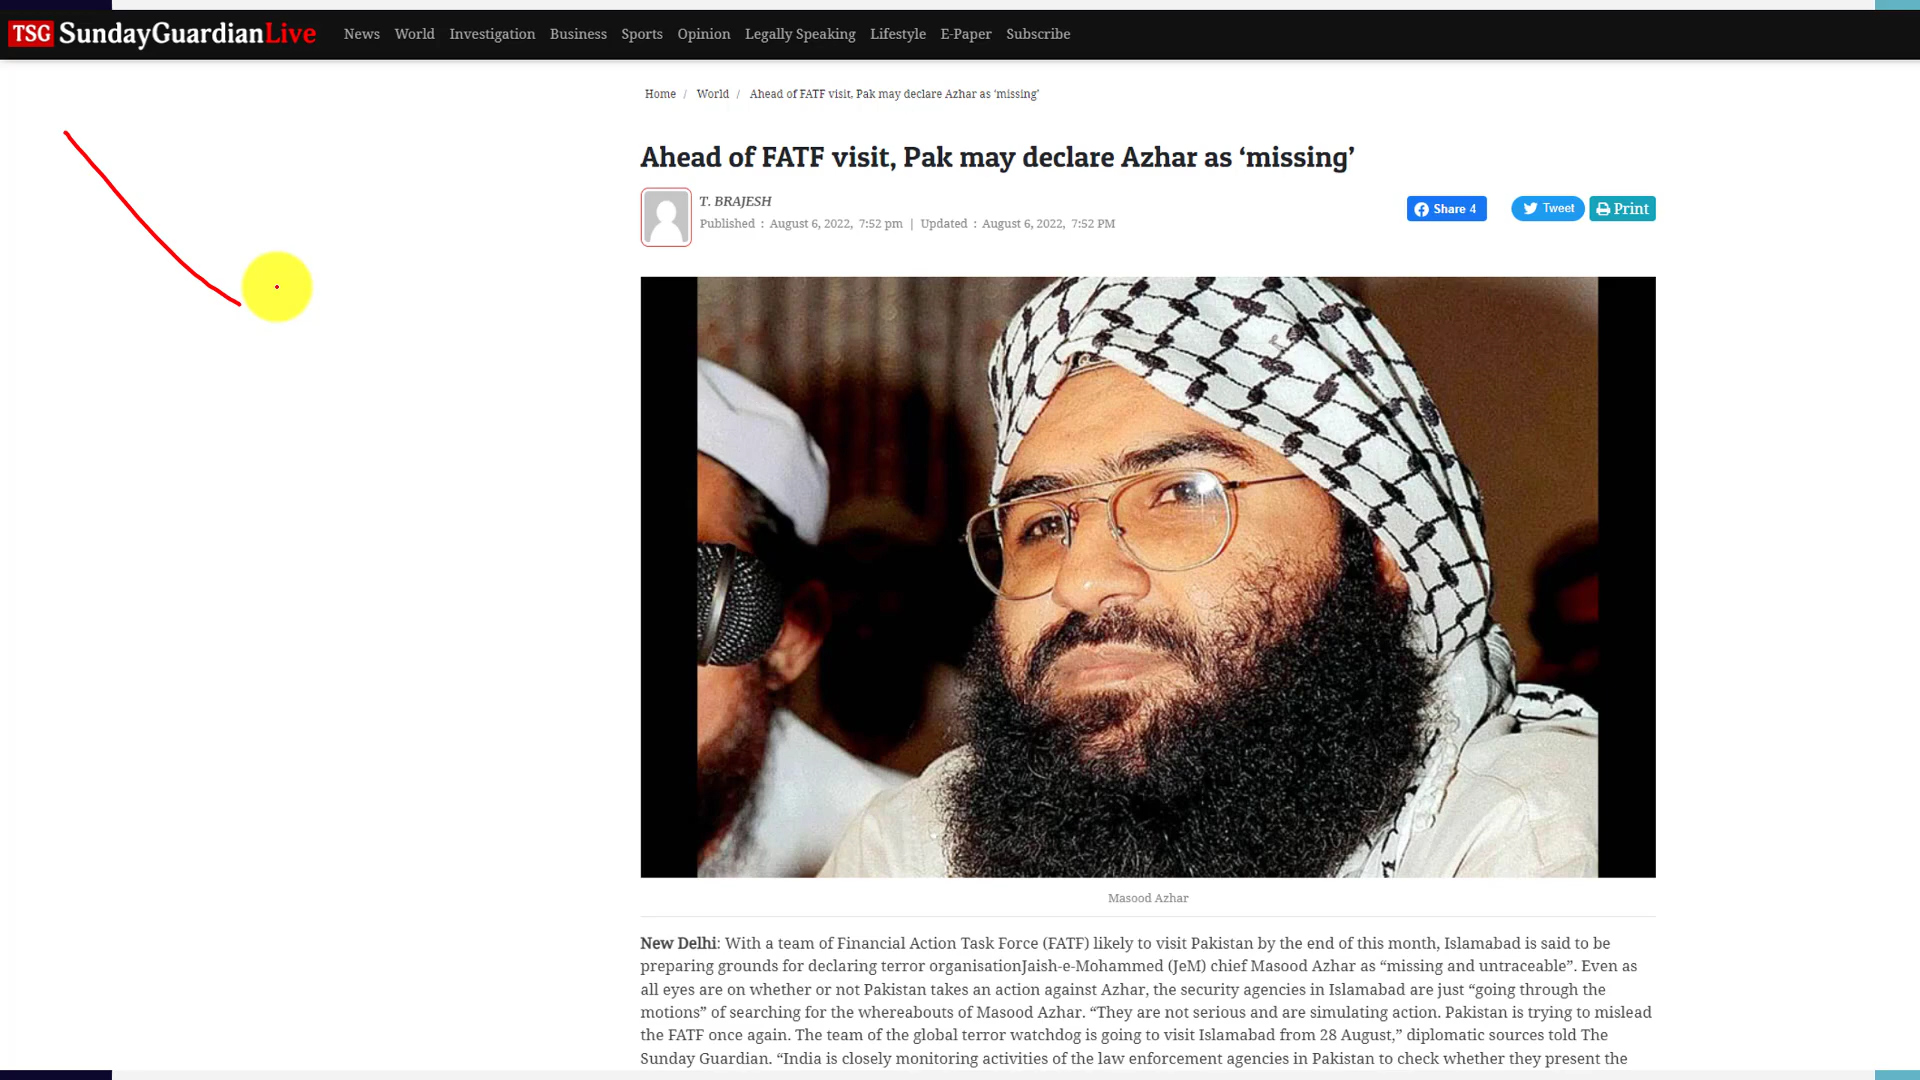 TSG SundayGuardianLive News World Investigation Business Sports Opinion Legally Speaking Lifestyle E-Paper Subscribe
Home / World / Ahead of FATF visit, Pak may declare Azhar as ‘missing’
Ahead of FATF visit, Pak may declare Azhar as ‘missing’
T. BRAJESH
Published : August 6, 2022, 7:52 pm | Updated : August 6, 2022, 7:52 PM
Share 4 Tweet Print
Masood Azhar
New Delhi: With a team of Financial Action Task Force (FATF) likely to visit Pakistan by the end of this month, Islamabad is said to be
preparing grounds for declaring terror organisationJaish-e-Mohammed (JeM) chief Masood Azhar as “missing and untraceable”. Even as
all eyes are on whether or not Pakistan takes an action against Azhar, the security agencies in Islamabad are just “going through the
motions” of searching for the whereabouts of Masood Azhar. “They are not serious and are simulating action. Pakistan is trying to mislead
the FATF once again. The team of the global terror watchdog is going to visit Islamabad from 28 August,” diplomatic sources told The
Sunday Guardian. “India is closely monitoring activities of the law enforcement agencies in Pakistan to check whether they present the